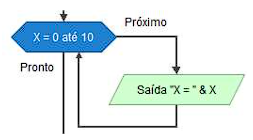 Próximo
X = 0 até 10
Pronto
Saída "X = " & X